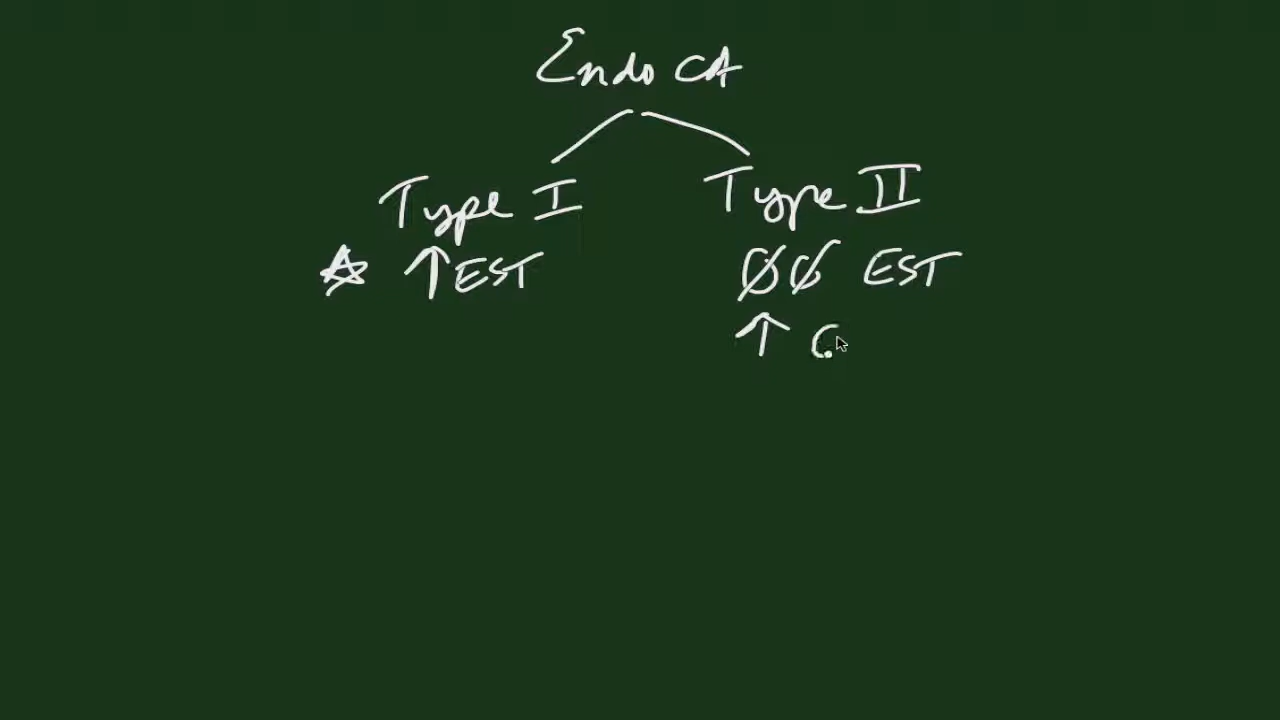 Endo CA
Type I Type II
☆ ↑ EST ØØ EST
↑